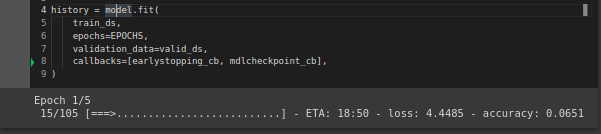 4 history = model.fit(
5 train_ds,
6 epochs=EPOCHS,
7 validation_data=valid_ds,
8 callbacks=[earlystopping_cb, mdlcheckpoint_cb],
9 )
Epoch 1/5
15/105 [===>..........................] - ETA: 18:50 - loss: 4.4485 - accuracy: 0.0651